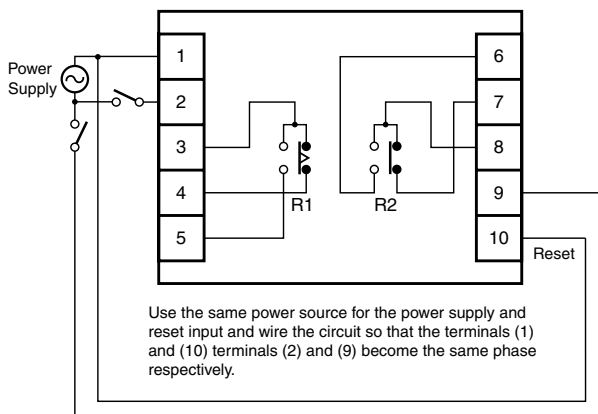 Power
Supply
1
2
3
4
5
R1
R2
6
7
8
9
10
Reset
Use the same power source for the power supply and
reset input and wire the circuit so that the terminals (1)
and (10) terminals (2) and (9) become the same phase
respectively.